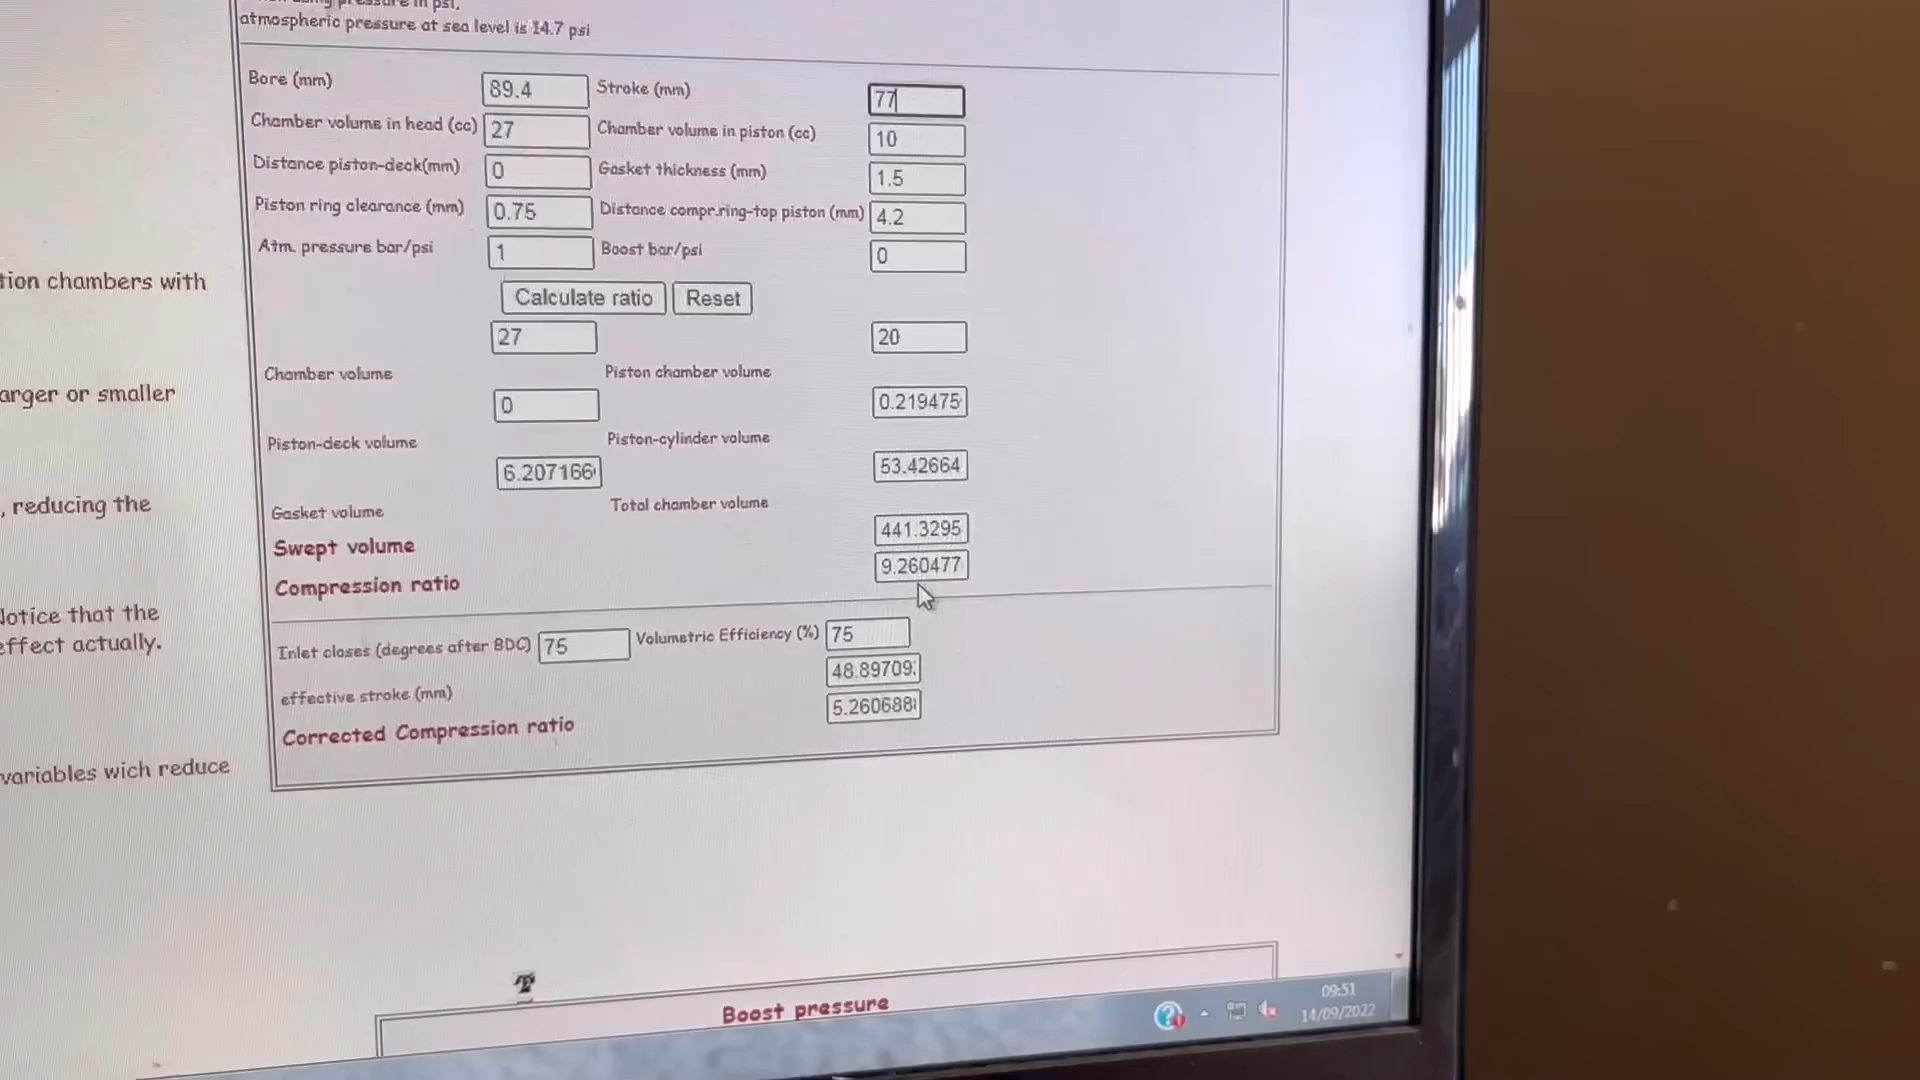 atmospheric pressure at sea level is 14.7 psi
Bore (mm) 89.4 Stroke (mm) 77
Chamber volume in head (cc) 27 Chamber volume in piston (cc) 10
Distance piston-deck(mm) 0 Gasket thickness (mm) 1.5
Piston ring clearance (mm) 0.75 Distance compr.ring-top piston (mm) 4.2
Atm. pressure bar/psi 1 Boost bar/psi 0
tion chambers with
Calculate ratio Reset
27 20
Chamber volume Piston chamber volume
arger or smaller
0 0.219475
Piston-deck volume Piston-cylinder volume
6.207166 53.42664
, reducing the
Gasket volume Total chamber volume
Swept volume 441.3295
Compression ratio 9.260477
Notice that the
effect actually.
Inlet closes (degrees after BDC) 75 Volumetric Efficiency (%) 75
effective stroke (mm) 48.89709
Corrected Compression ratio 5.260688
variables wich reduce
Boost pressure
09:51
14/09/2022